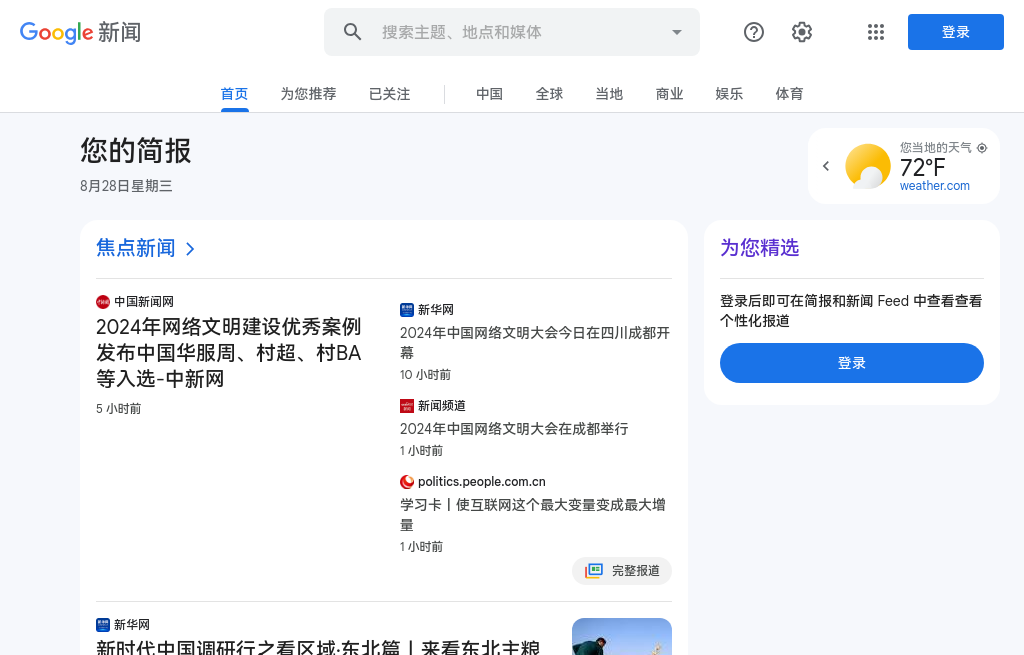 Google 新闻
搜索主题、地点和媒体
登录
首页 为您推荐 已关注 中国 全球 当地 商业 娱乐 体育
您的简报
8月28日星期三
您当地的天气
72°F
weather.com
焦点新闻
中国新闻网
2024年网络文明建设优秀案例
发布中国华服周、村超、村BA
等入选-中新网
5 小时前
新华网
2024年中国网络文明大会今日在四川成都开
幕
10 小时前
新闻频道
2024年中国网络文明大会在成都举行
1 小时前
politics.people.com.cn
学习卡丨使互联网这个最大变量变成最大增
量
1 小时前
完整报道
为您精选
登录后即可在简报和新闻 Feed 中查看查看
个性化报道
登录
新华网
新时代中国调研行之看区域·东北篇丨来看东北主粮